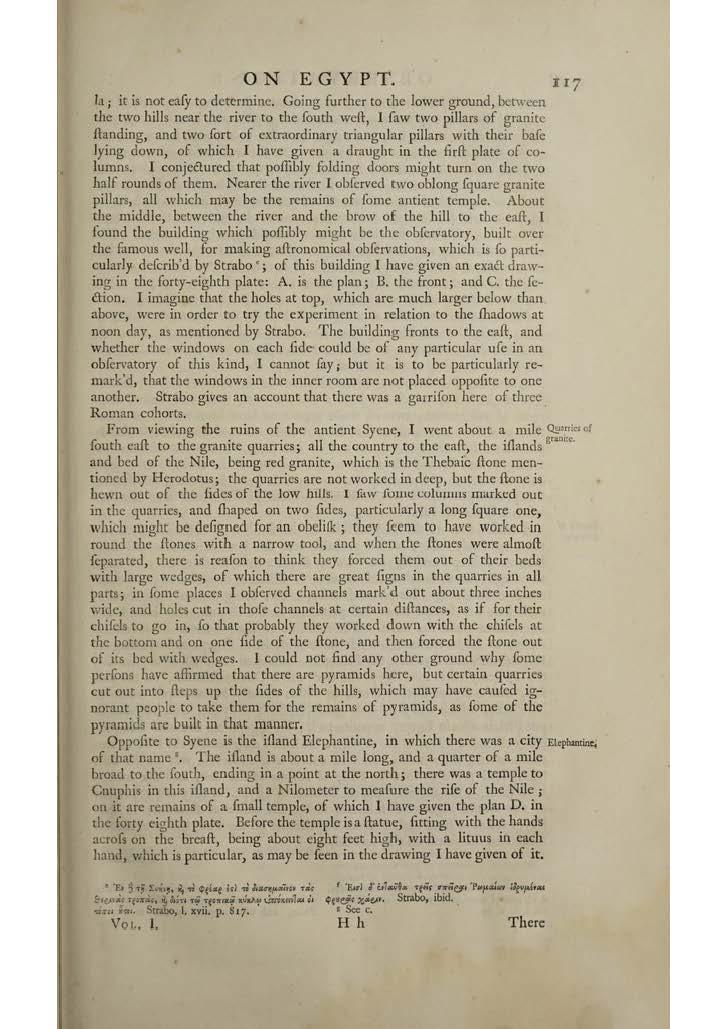 ON EGYPT. 117
la; it is not eaſy to determine. Going further to the lower ground, between
the two hills near the river to the ſouth weſt, I ſaw two pillars of granite
ſtanding, and two ſort of extraordinary triangular pillars with their baſe
lying down, of which I have given a draught in the firſt plate of co-
lumns. I conjectured that poſſibly folding doors might turn on the two
half rounds of them. Nearer the river I obſerved two oblong ſquare granite
pillars, all which may be the remains of ſome antient temple. About
the middle, between the river and the brow of the hill to the eaſt, I
found the building which poſſibly might be the obſervatory, built over
the famous well, for making aſtronomical obſervations, which is ſo parti-
cularly deſcrib'd by Strabo e; of this building I have given an exact draw-
ing in the forty-eighth plate: A. is the plan; B. the front; and C. the ſe-
ction. I imagine that the holes at top, which are much larger below than
above, were in order to try the experiment in relation to the ſhadows at
noon day, as mentioned by Strabo. The building fronts to the eaſt, and
whether the windows on each ſide could be of any particular uſe in an
obſervatory of this kind, I cannot ſay; but it is to be particularly re-
mark'd, that the windows in the inner room are not placed oppoſite to one
another. Strabo gives an account that there was a garriſon here of three
Roman cohorts.
From viewing the ruins of the antient Syene, I went about a mile Quarries of
ſouth eaſt to the granite quarries; all the country to the eaſt, the iſlands granite.
and bed of the Nile, being red granite, which is the Thebaic ſtone men-
tioned by Herodotus; the quarries are not worked in deep, but the ſtone is
hewn out of the ſides of the low hills. I ſaw ſome columns marked out
in the quarries, and ſhaped on two ſides, particularly a long ſquare one,
which might be deſigned for an obeliſk; they ſeem to have worked in
round the ſtones with a narrow tool, and when the ſtones were almoſt
ſeparated, there is reaſon to think they forced them out of their beds
with large wedges, of which there are great ſigns in the quarries in all
parts; in ſome places I obſerved channels mark'd out about three inches
wide, and holes cut in thoſe channels at certain diſtances, as if for their
chiſels to go in, ſo that probably they worked down with the chiſels at
the bottom and on one ſide of the ſtone, and then forced the ſtone out
of its bed with wedges. I could not find any other ground why ſome
perſons have affirmed that there are pyramids here, but certain quarries
cut out into ſteps up the ſides of the hills, which may have cauſed ig-
norant people to take them for the remains of pyramids, as ſome of the
pyramids are built in that manner.
Oppoſite to Syene is the iſland Elephantine, in which there was a city Elephantine,
of that name g. The iſland is about a mile long, and a quarter of a mile
broad to the ſouth, ending in a point at the north; there was a temple to
Cnuphis in this iſland, and a Nilometer to meaſure the riſe of the Nile;
on it are remains of a ſmall temple, of which I have given the plan D. in
the forty eighth plate. Before the temple is a ſtatue, ſitting with the hands
acroſs on the breaſt, being about eight feet high, with a lituus in each
hand, which is particular, as may be ſeen in the drawing I have given of it.
e Ἐν ᾗ τῇ Συήνῃ, ϗ τὸ φρέαρ ἐςὶ τὸ διασημαῖνον τὰς
θερινὰς τροπὰς, ϗ διότι τῷ τροπικῷ κύκλῳ ὑπόκεινται οἱ
τόποι Strabo, l. xvii. p. 817.
f Εἰσὶ δ' ἐνταῦθα τρεῖς σπεῖραι Ῥωμαίων ἱδρυμέναι
φρουρᾶς χάριν. Strabo, ibid.
g See c.
VOL. I. H h There